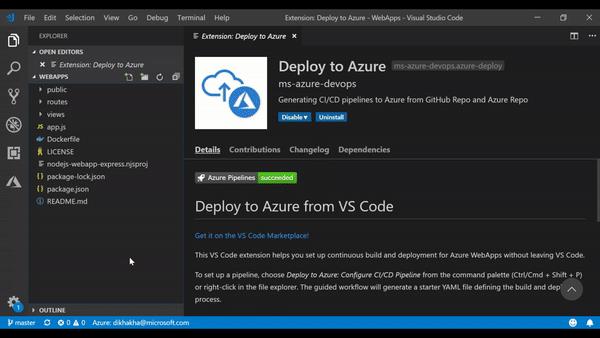 File Edit Selection View Go Debug Terminal Help Extension: Deploy to Azure - WebApps - Visual Studio Code
EXPLORER
OPEN EDITORS
Extension: Deploy to Azure
WEBAPPS
public
routes
views
JS app.js
Dockerfile
LICENSE
nodejs-webapp-express.njsproj
package-lock.json
package.json
README.md
OUTLINE
Extension: Deploy to Azure
Deploy to Azure ms-azure-devops.azure-deploy
ms-azure-devops
Generating CI/CD pipelines to Azure from GitHub Repo and Azure Repo
Disable Uninstall
Details Contributions Changelog Dependencies
Azure Pipelines succeeded
Deploy to Azure from VS Code
Get it on the VS Code Marketplace!
This VS Code extension helps you set up continuous build and deployment for Azure WebApps without leaving VS Code.
To set up a pipeline, choose Deploy to Azure: Configure CI/CD Pipeline from the command palette (Ctrl/Cmd + Shift + P)
or right-click in the file explorer. The guided workflow will generate a starter YAML file defining the build and
process.
1
master 0 0 Azure: dikhakha@microsoft.com